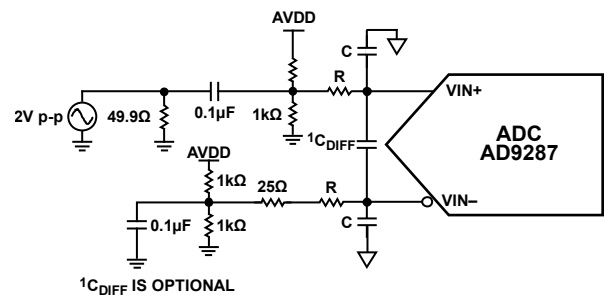 AVDD
C
R
2V p-p
49.9Ω
0.1µF
1kΩ
VIN+
ADC
AD9287
¹CDIFF
AVDD
1kΩ
25Ω
R
VIN–
0.1µF
1kΩ
C
¹CDIFF IS OPTIONAL